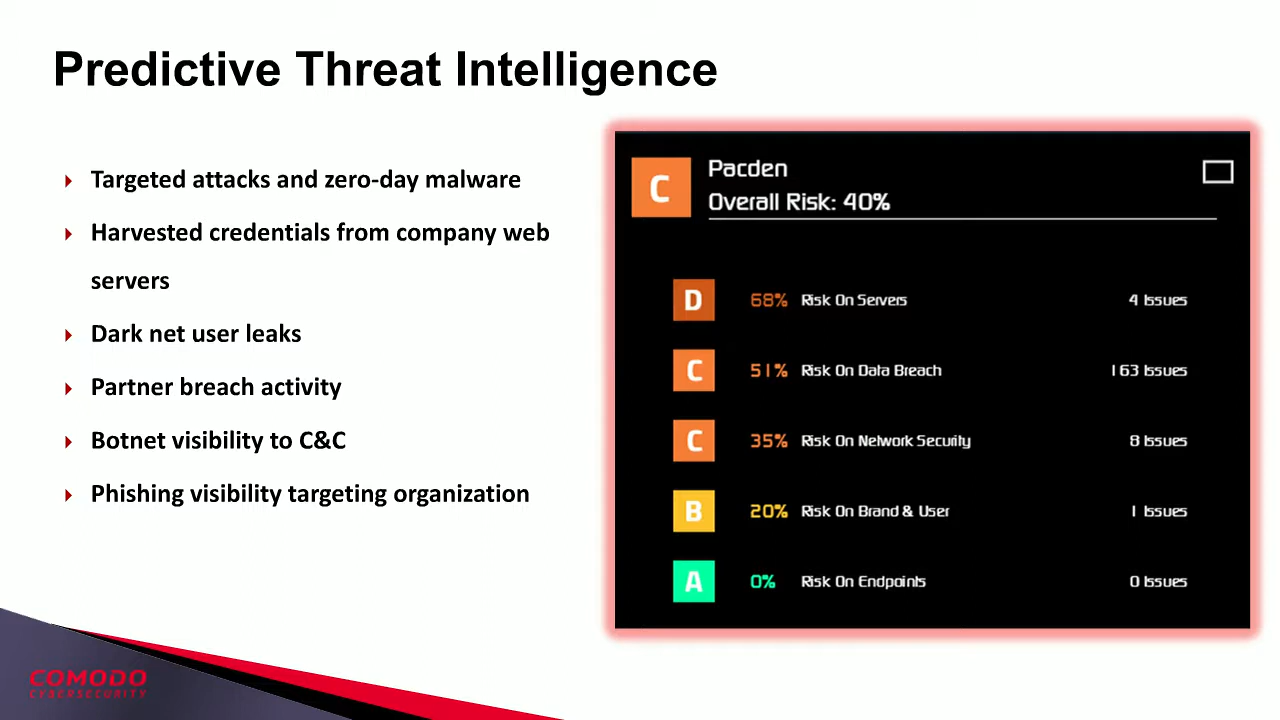 Predictive Threat Intelligence
Targeted attacks and zero-day malware
Harvested credentials from company web
servers
Dark net user leaks
Partner breach activity
Botnet visibility to C&C
Phishing visibility targeting organization
C
Pacden
Overall Risk: 40%
D 68% Risk On Servers 4 Issues
C 51% Risk On Data Breach 163 Issues
C 35% Risk On Network Security 8 Issues
B 20% Risk On Brand & User 1 Issues
A 0% Risk On Endpoints 0 Issues
COMODO
CYBERSECURITY